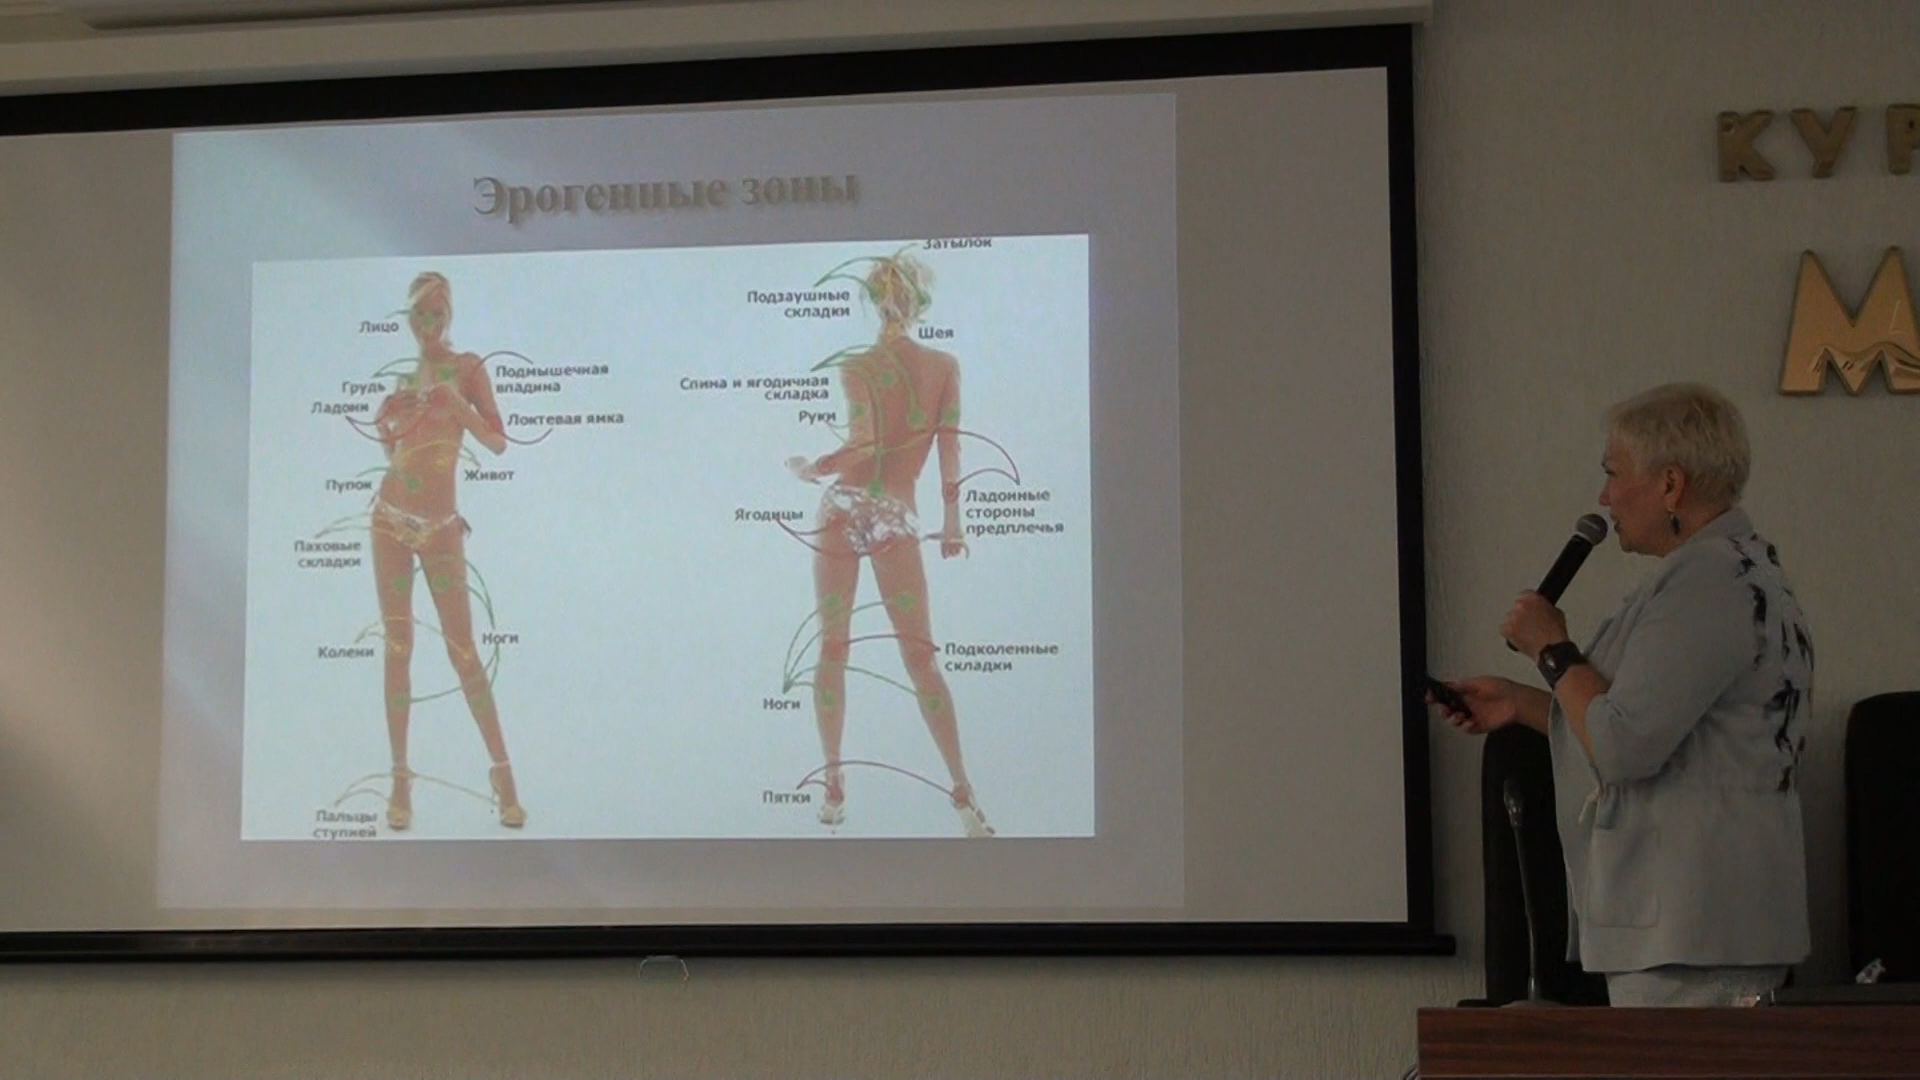 Эрогенные зоны
Затылок
Подзаушные
складки
Лицо
Шея
Подмышечная
впадина
Грудь
Спина и ягодичная
складка
Ладони
Локтевая ямка
Руки
Живот
Пупок
Ладонные
стороны
предплечья
Ягодицы
Паховые
складки
Колени
Ноги
Подколенные
складки
Ноги
Пятки
Пальцы
ступней
КУР
М